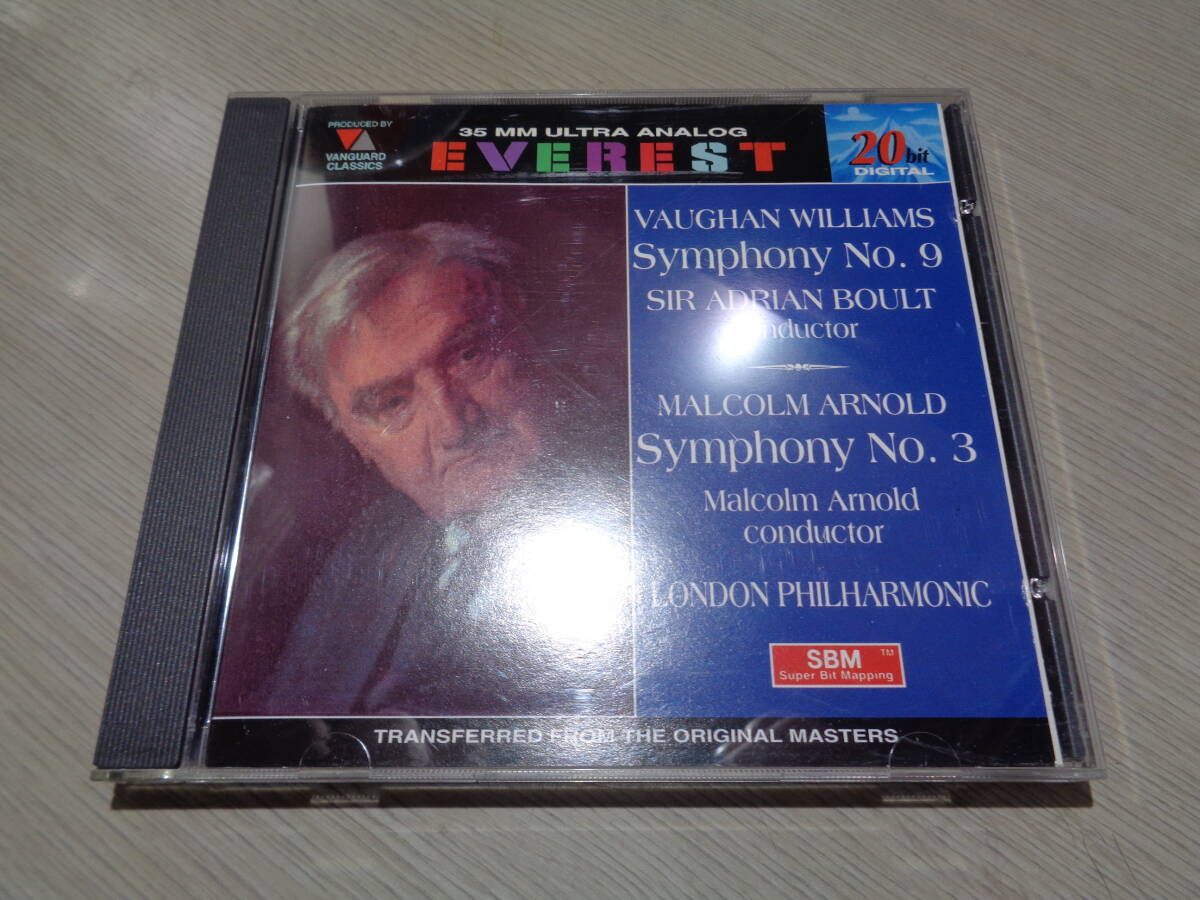 PRODUCED BY
VANGUARD
CLASSICS
35 MM ULTRA ANALOG
EVEREST
20 bit
DIGITAL
VAUGHAN WILLIAMS
Symphony No. 9
SIR ADRIAN BOULT
conductor
MALCOLM ARNOLD
Symphony No. 3
Malcolm Arnold
conductor
LONDON PHILHARMONIC
SBM TM
Super Bit Mapping
TRANSFERRED FROM THE ORIGINAL MASTERS